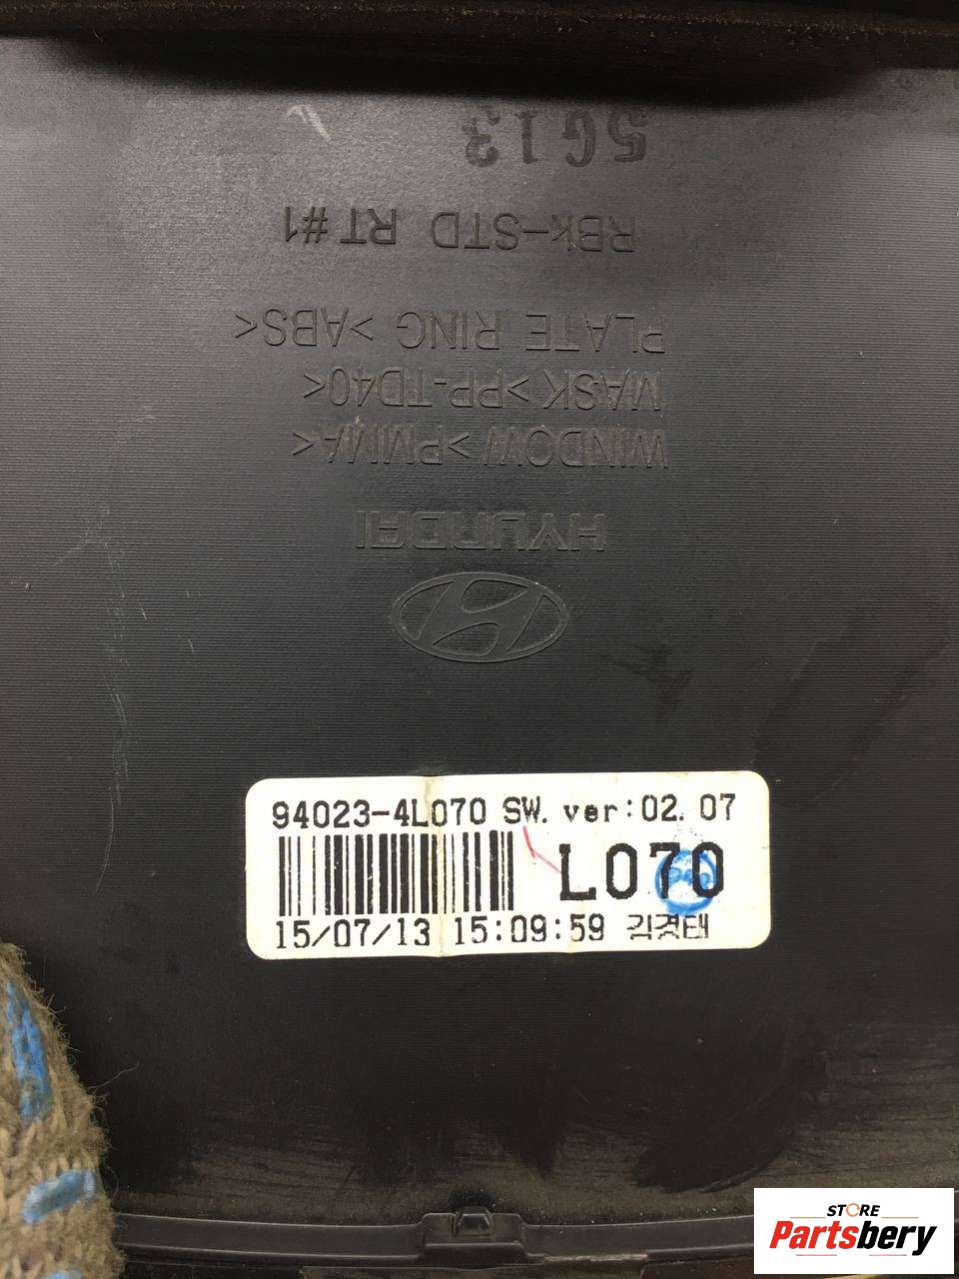 5G13
RBk-STD RT #1
PLATE RING >ABS<
MASK >PP-TD40<
WINDOW >PMMA<
HYUNDAI
94023-4L070 SW. ver:02.07
L070
15/07/13 15:09:59 김경태
STORE
Partsbery